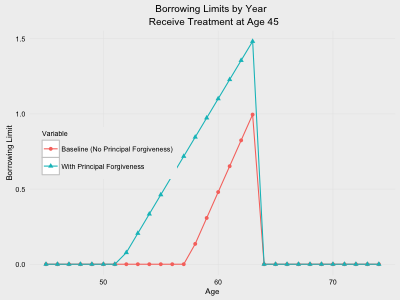 Borrowing Limits by Year
Receive Treatment at Age 45
1.5
1.0
0.5
0.0
Borrowing Limit
Variable
Baseline (No Principal Forgiveness)
With Principal Forgiveness
50 60 70
Age